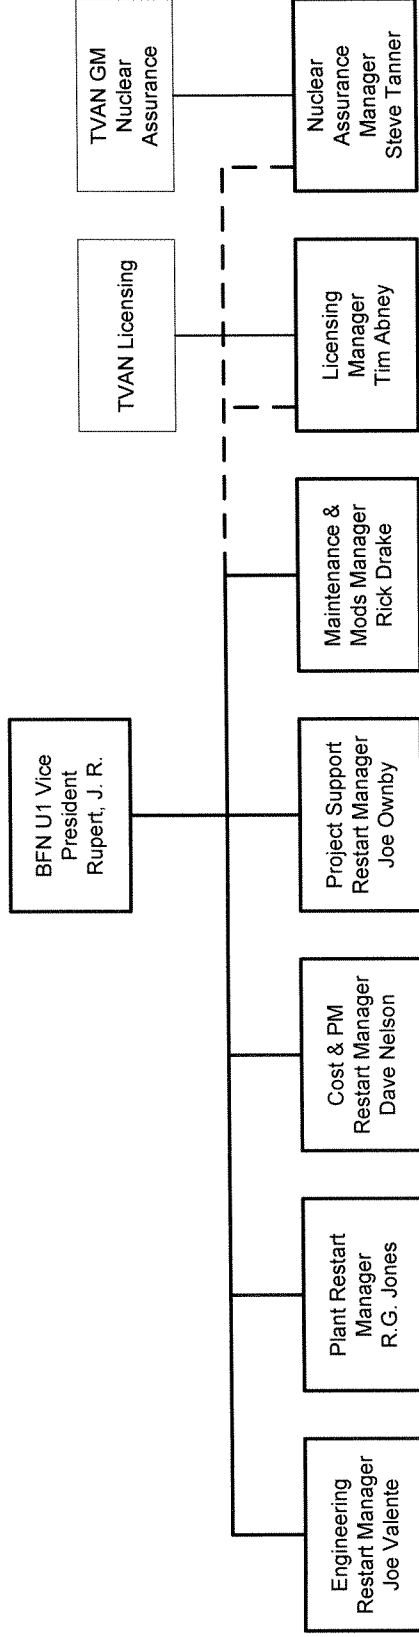 BFN U1 Vice
President
Rupert, J. R.
TVAN Licensing
TVAN GM
Nuclear
Assurance
Engineering
Restart Manager
Joe Valente
Plant Restart
Manager
R.G. Jones
Cost & PM
Restart Manager
Dave Nelson
Project Support
Restart Manager
Joe Ownby
Maintenance &
Mods Manager
Rick Drake
Licensing
Manager
Tim Abney
Nuclear
Assurance
Manager
Steve Tanner